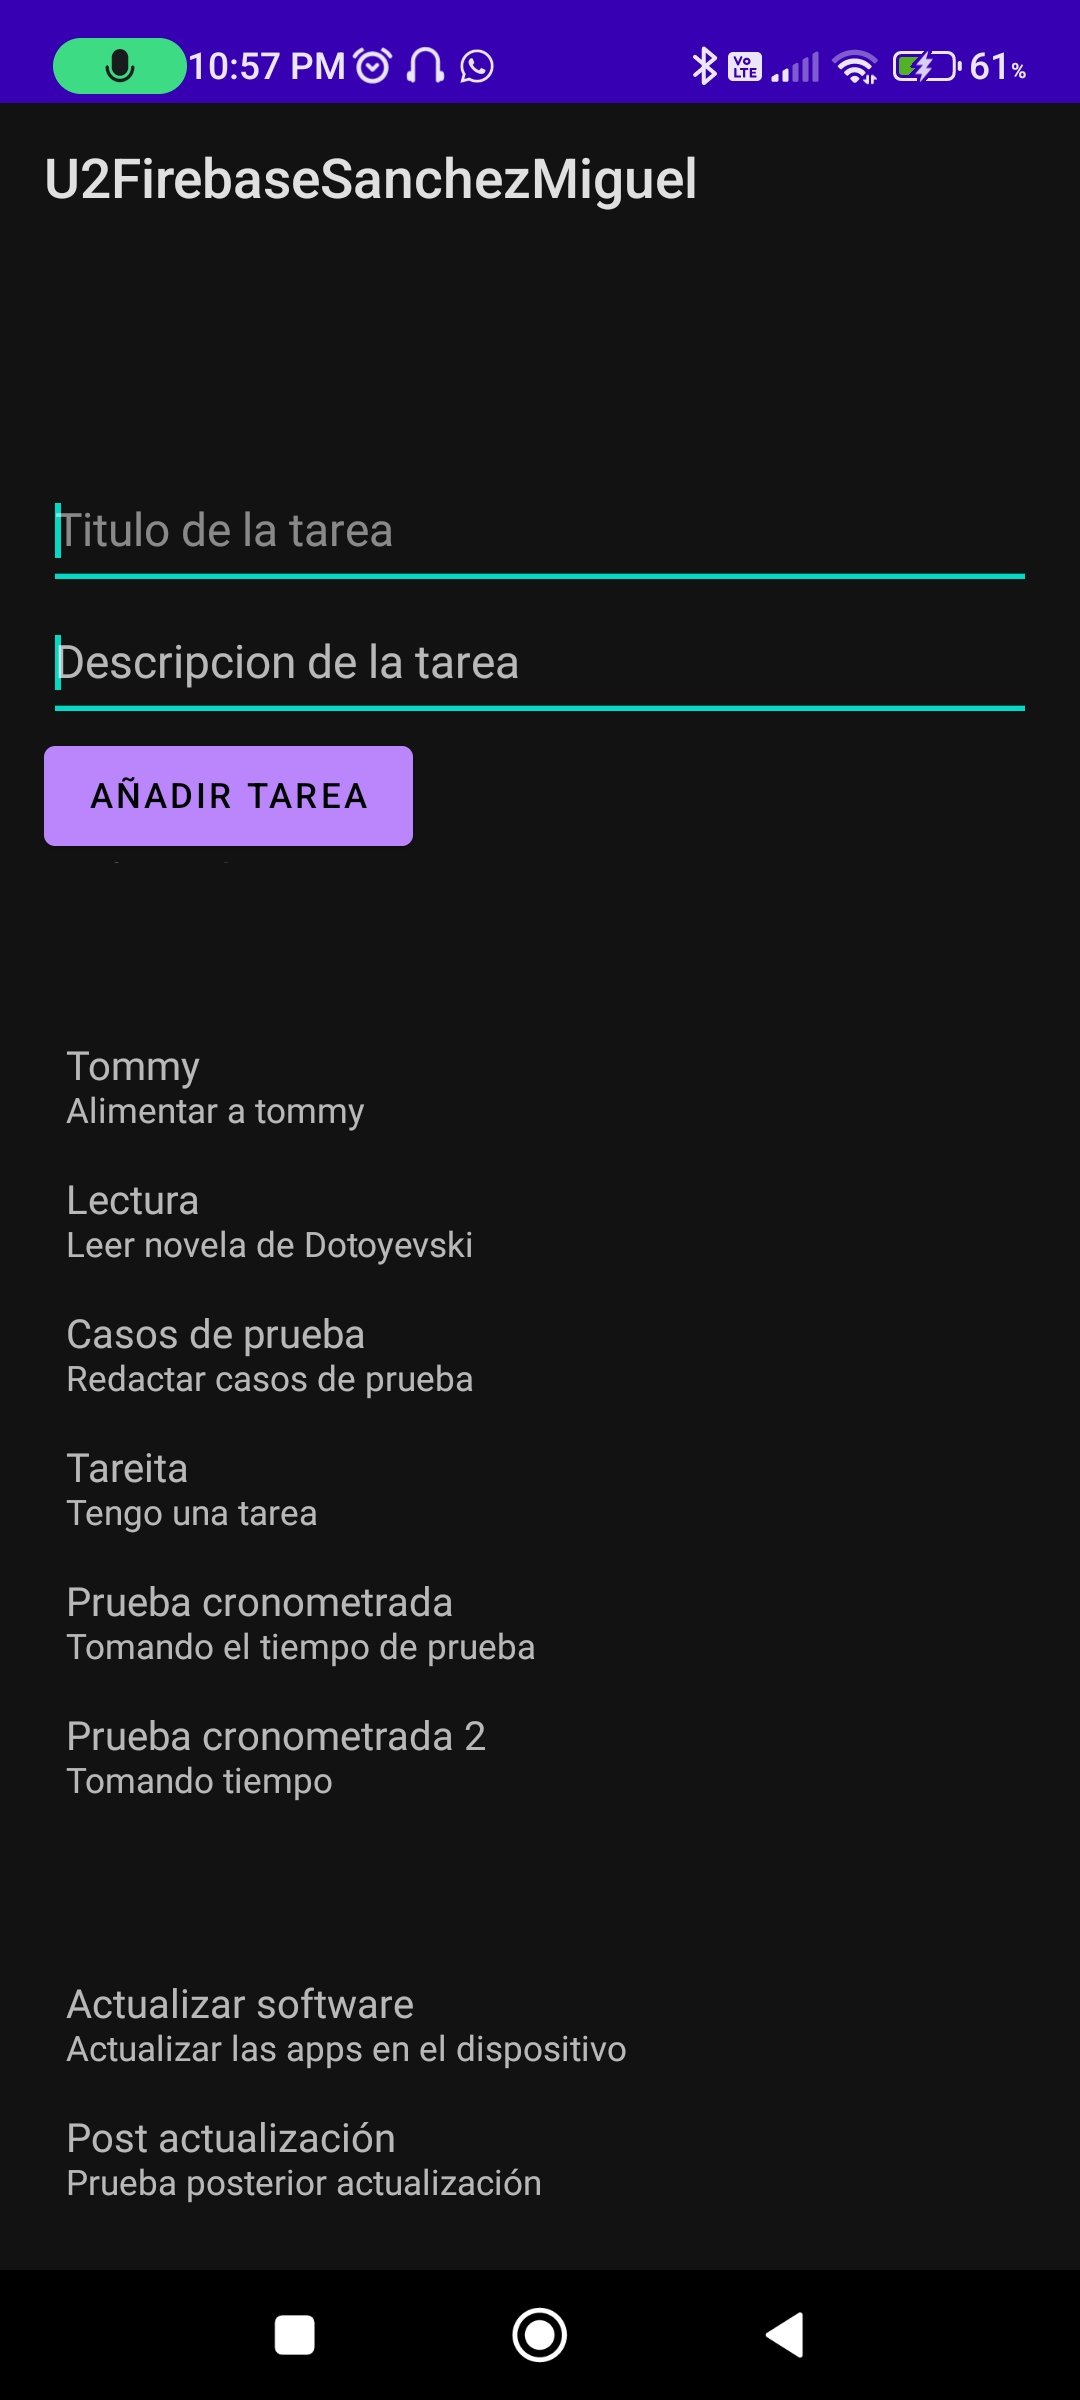 10:57 PM
Vo
LTE
61%
U2FirebaseSanchezMiguel
Titulo de la tarea
Descripcion de la tarea
AÑADIR TAREA
Tommy
Alimentar a tommy
Lectura
Leer novela de Dotoyevski
Casos de prueba
Redactar casos de prueba
Tareita
Tengo una tarea
Prueba cronometrada
Tomando el tiempo de prueba
Prueba cronometrada 2
Tomando tiempo
Actualizar software
Actualizar las apps en el dispositivo
Post actualización
Prueba posterior actualización